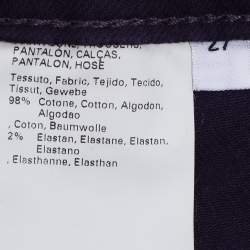 PANTALÓN, CALÇAS,
PANTALON, HOSE
Tessuto, Fabric, Tejido, Tecido,
Tissut, Gewebe
98% Cotone, Cotton, Algodon,
Algodao
, Coton, Baumwolle
2% Elastan, Elastane, Elastan,
Elastano
, Elasthanne, Elasthan
27